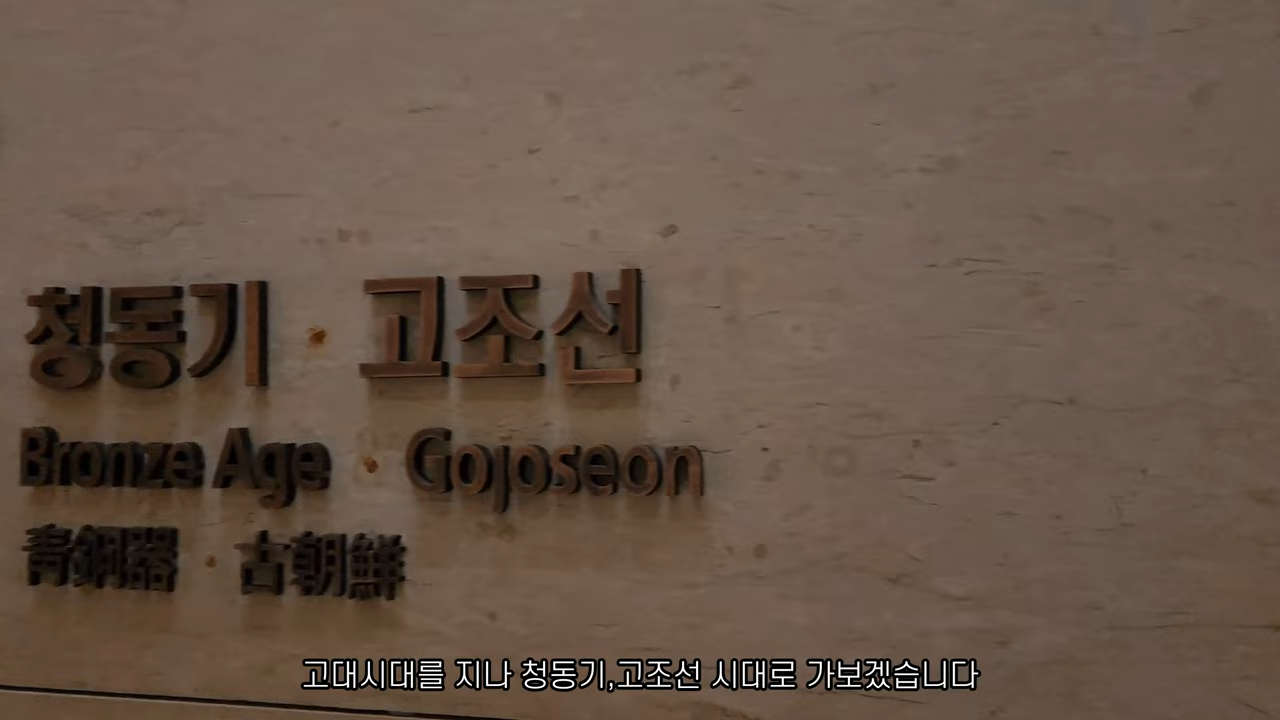 청동기 · 고조선
Bronze Age · Gojoseon
靑銅器 · 古朝鮮
고대시대를 지나 청동기,고조선 시대로 가보겠습니다